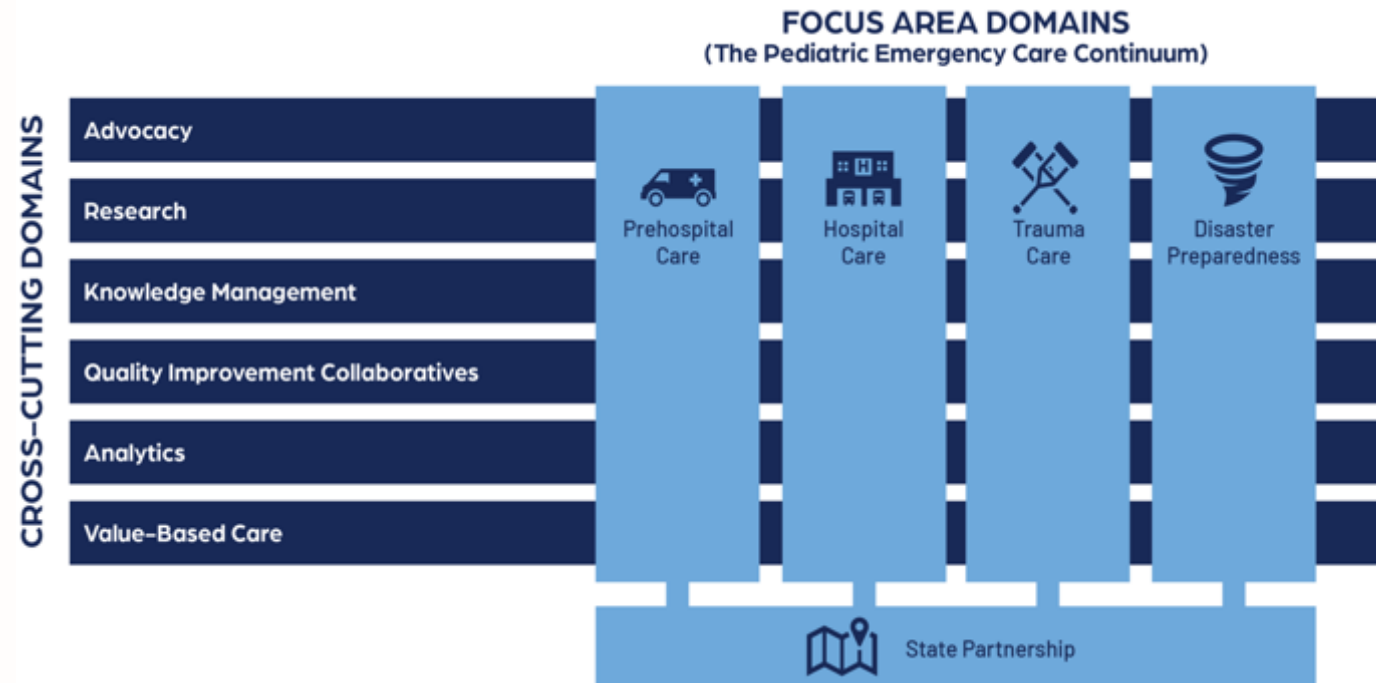 FOCUS AREA DOMAINS
(The Pediatric Emergency Care Continuum)
CROSS-CUTTING DOMAINS
Advocacy
Research
Knowledge Management
Quality Improvement Collaboratives
Analytics
Value-Based Care
Prehospital
Care
H
Hospital
Care
Trauma
Care
Disaster
Preparedness
State Partnership